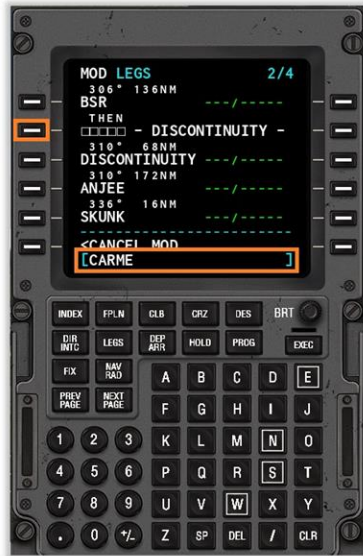 MOD LEGS 2/4
306° 136NM
BSR ---/-----
THEN
□□□□□ - DISCONTINUITY -
310° 68NM
DISCONTINUITY ---/-----
310° 172NM
ANJEE ---/-----
336° 16NM
SKUNK ---/-----
------------------------
<CANCEL MOD
[CARME ]
INDEX FPLN CLB CRZ DES BRT
DIR INTC LEGS DEP ARR HOLD PROG EXEC
FIX NAV RAD
PREV PAGE NEXT PAGE
A B C D E
F G H I J
1 2 3 K L M N O
4 5 6 P Q R S T
7 8 9 U V W X Y
. 0 +/- Z SP DEL / CLR